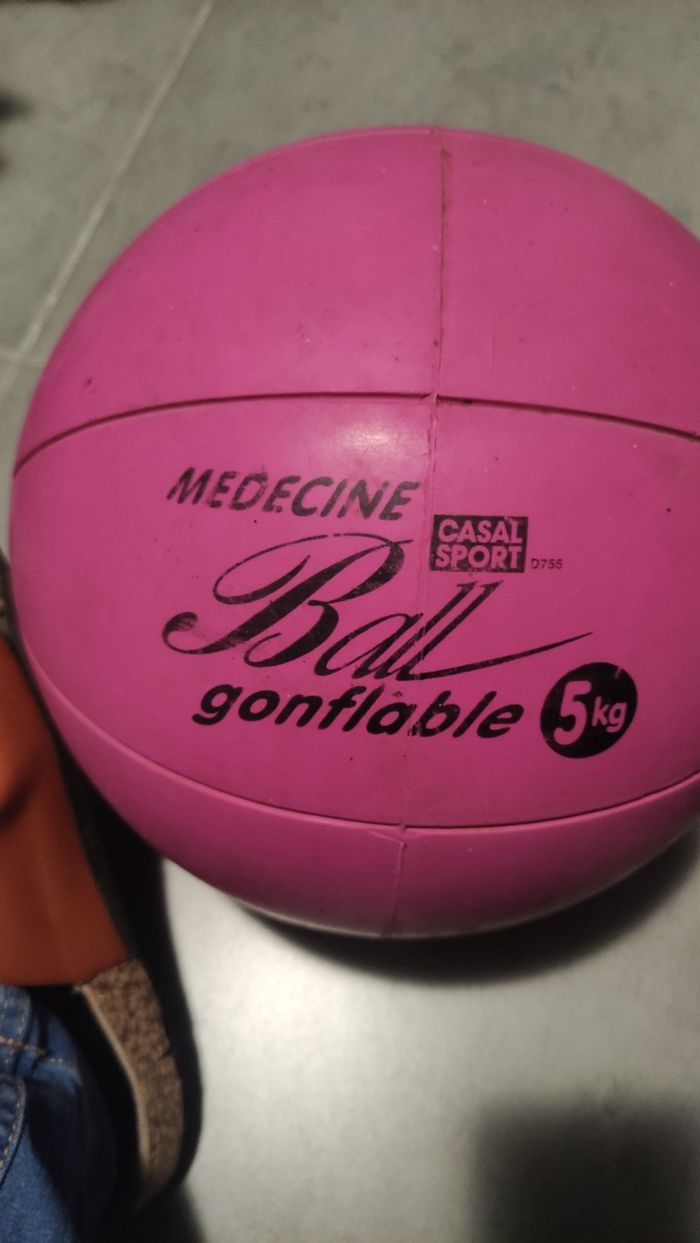 MEDECINE
CASAL
SPORT D755
Ball
gonflable
5kg